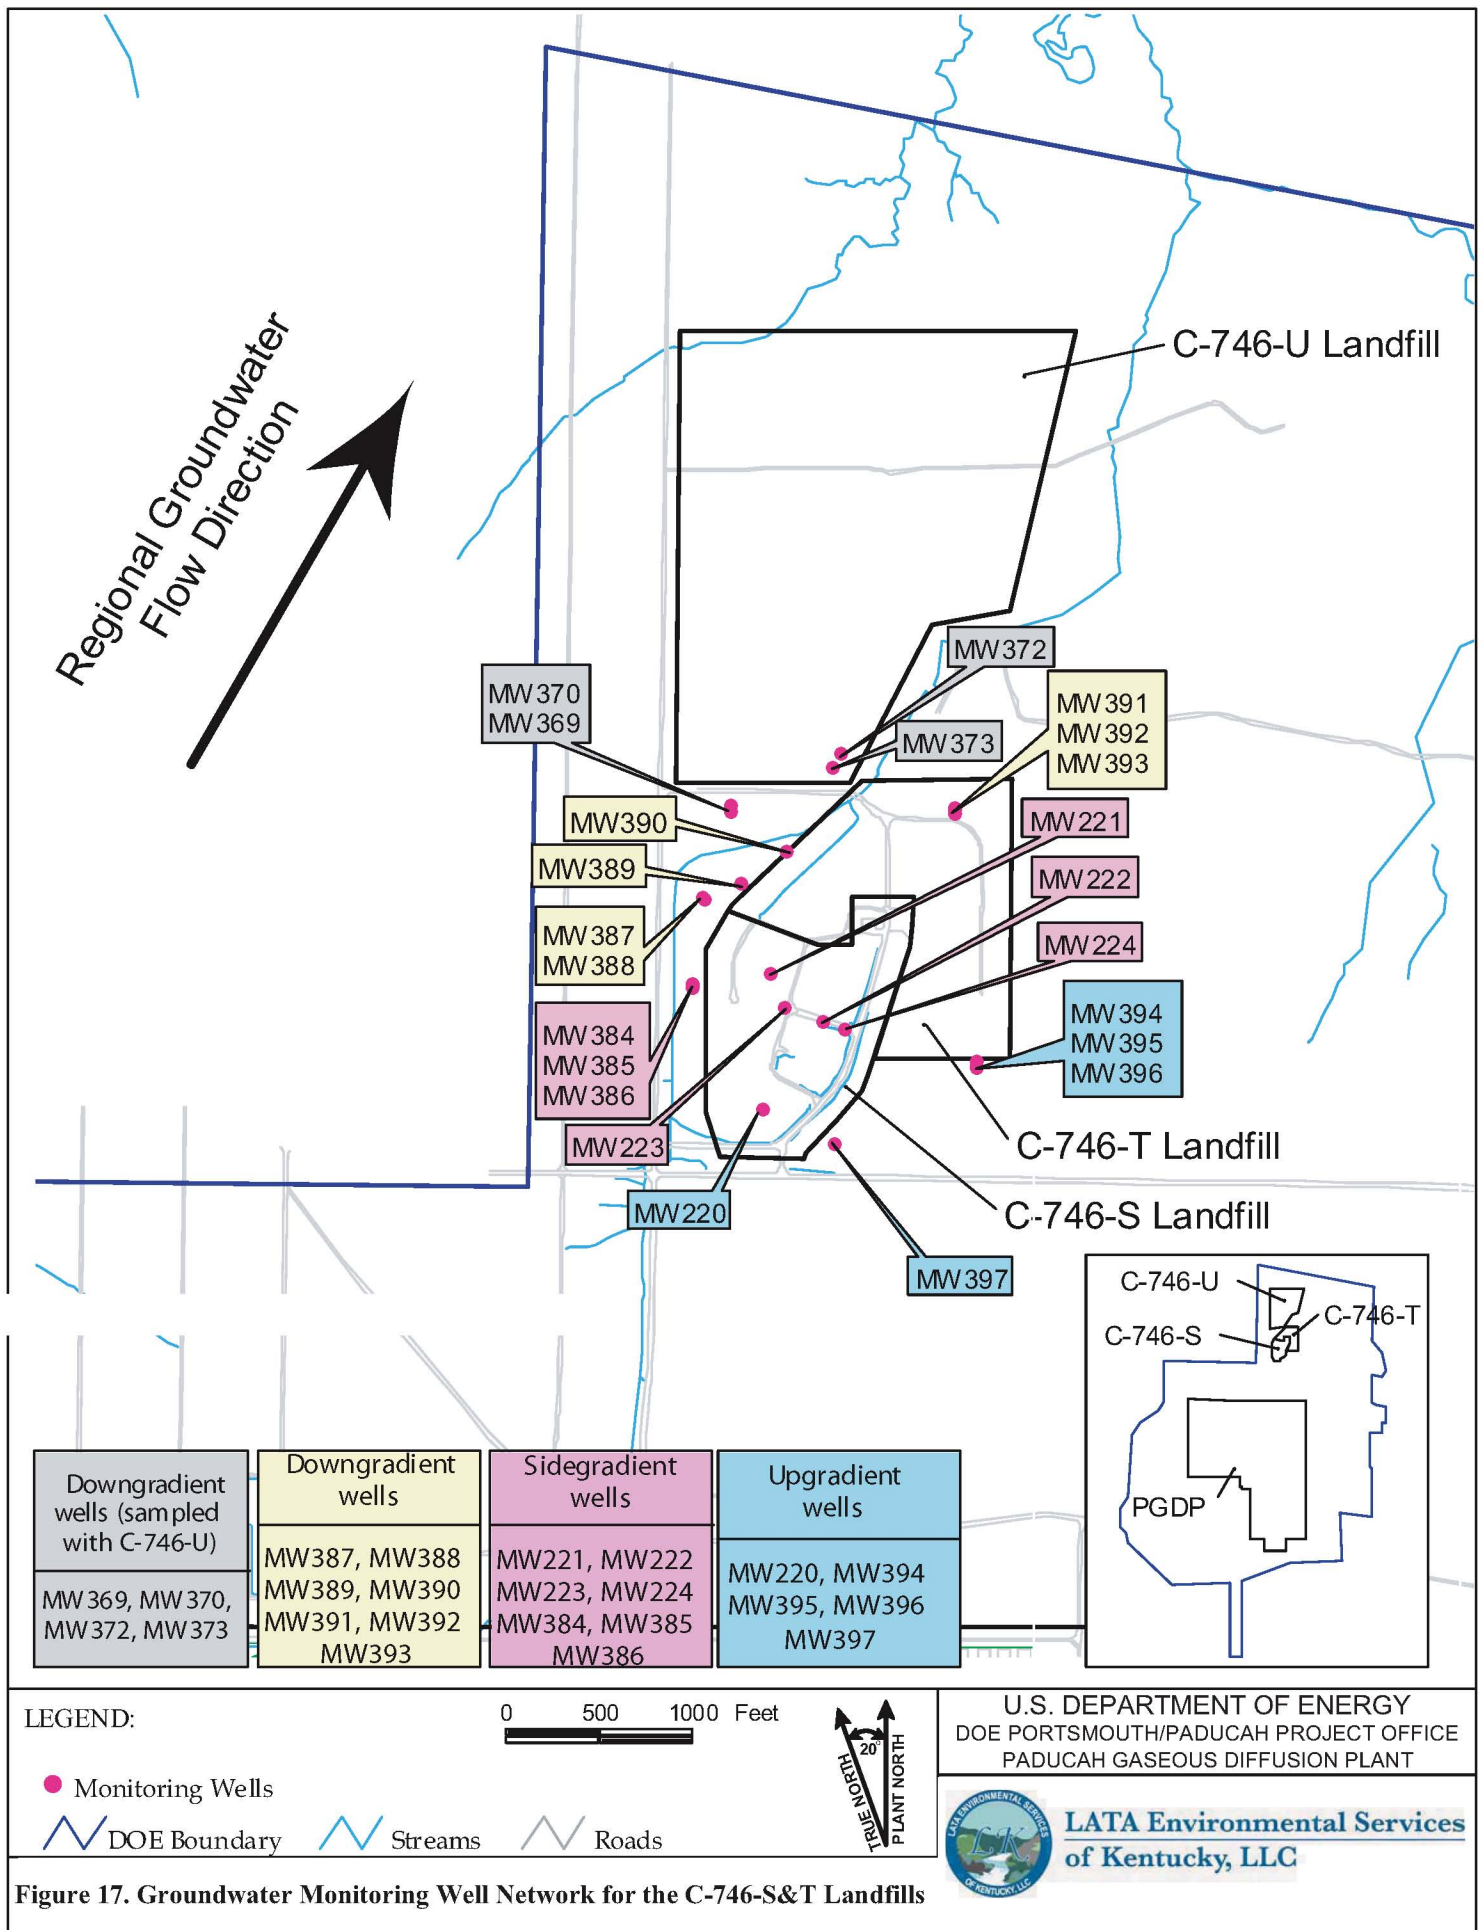 C-746-U Landfill
Regional Groundwater
Flow Direction
MW372
MW370
MW369
MW391
MW392
MW393
MW373
MW390
MW221
MW389
MW222
MW387
MW388
MW224
MW384
MW385
MW386
MW394
MW395
MW396
MW223
C-746-T Landfill
MW220
C-746-S Landfill
MW397
C-746-U
C-746-T
C-746-S
PGDP
Downgradient
wells (sampled
with C-746-U)
MW369, MW370,
MW372, MW373
Downgradient
wells
MW387, MW388
MW389, MW390
MW391, MW392
MW393
Sidegradient
wells
MW221, MW222
MW223, MW224
MW384, MW385
MW386
Upgradient
wells
MW220, MW394
MW395, MW396
MW397
LEGEND:
0 500 1000 Feet
Monitoring Wells
DOE Boundary Streams Roads
20°
TRUE NORTH
PLANT NORTH
U.S. DEPARTMENT OF ENERGY
DOE PORTSMOUTH/PADUCAH PROJECT OFFICE
PADUCAH GASEOUS DIFFUSION PLANT
LATA ENVIRONMENTAL SERVICES
OF KENTUCKY, LLC
LATA Environmental Services
of Kentucky, LLC
Figure 17. Groundwater Monitoring Well Network for the C-746-S&T Landfills